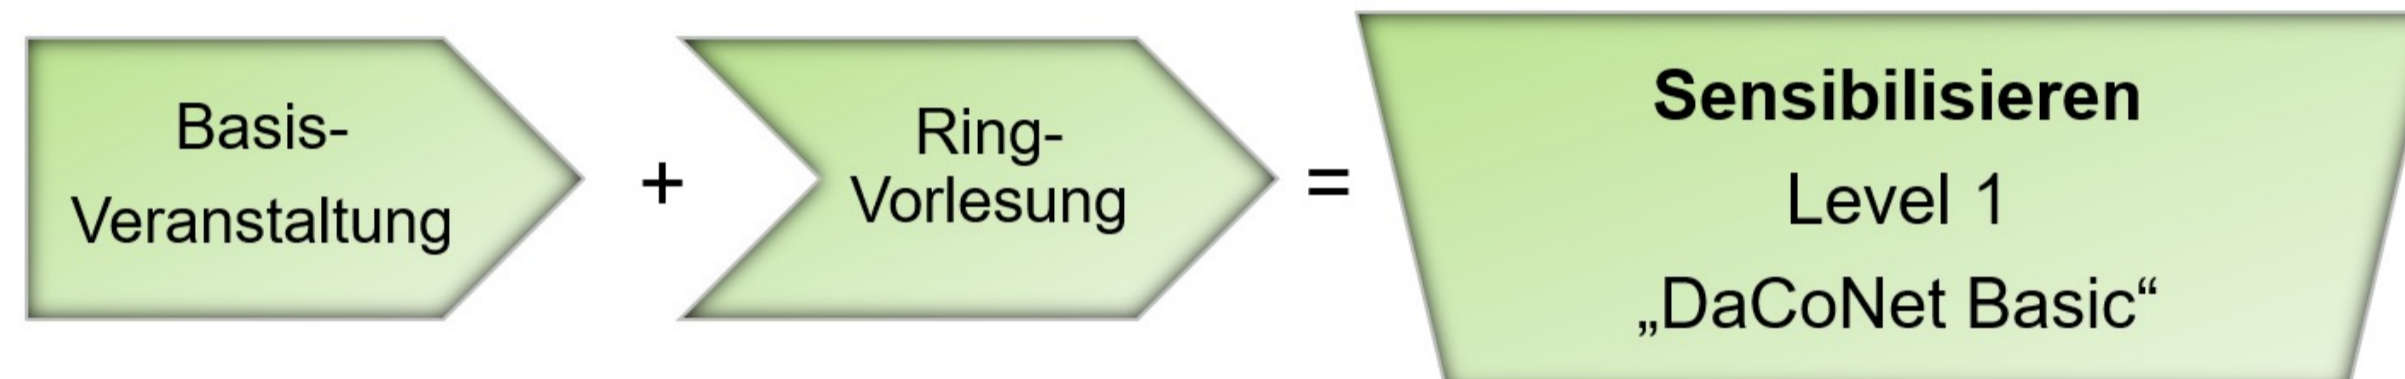 Basis-
Veranstaltung
+
Ring-
Vorlesung
=
Sensibilisieren
Level 1
„DaCoNet Basic“